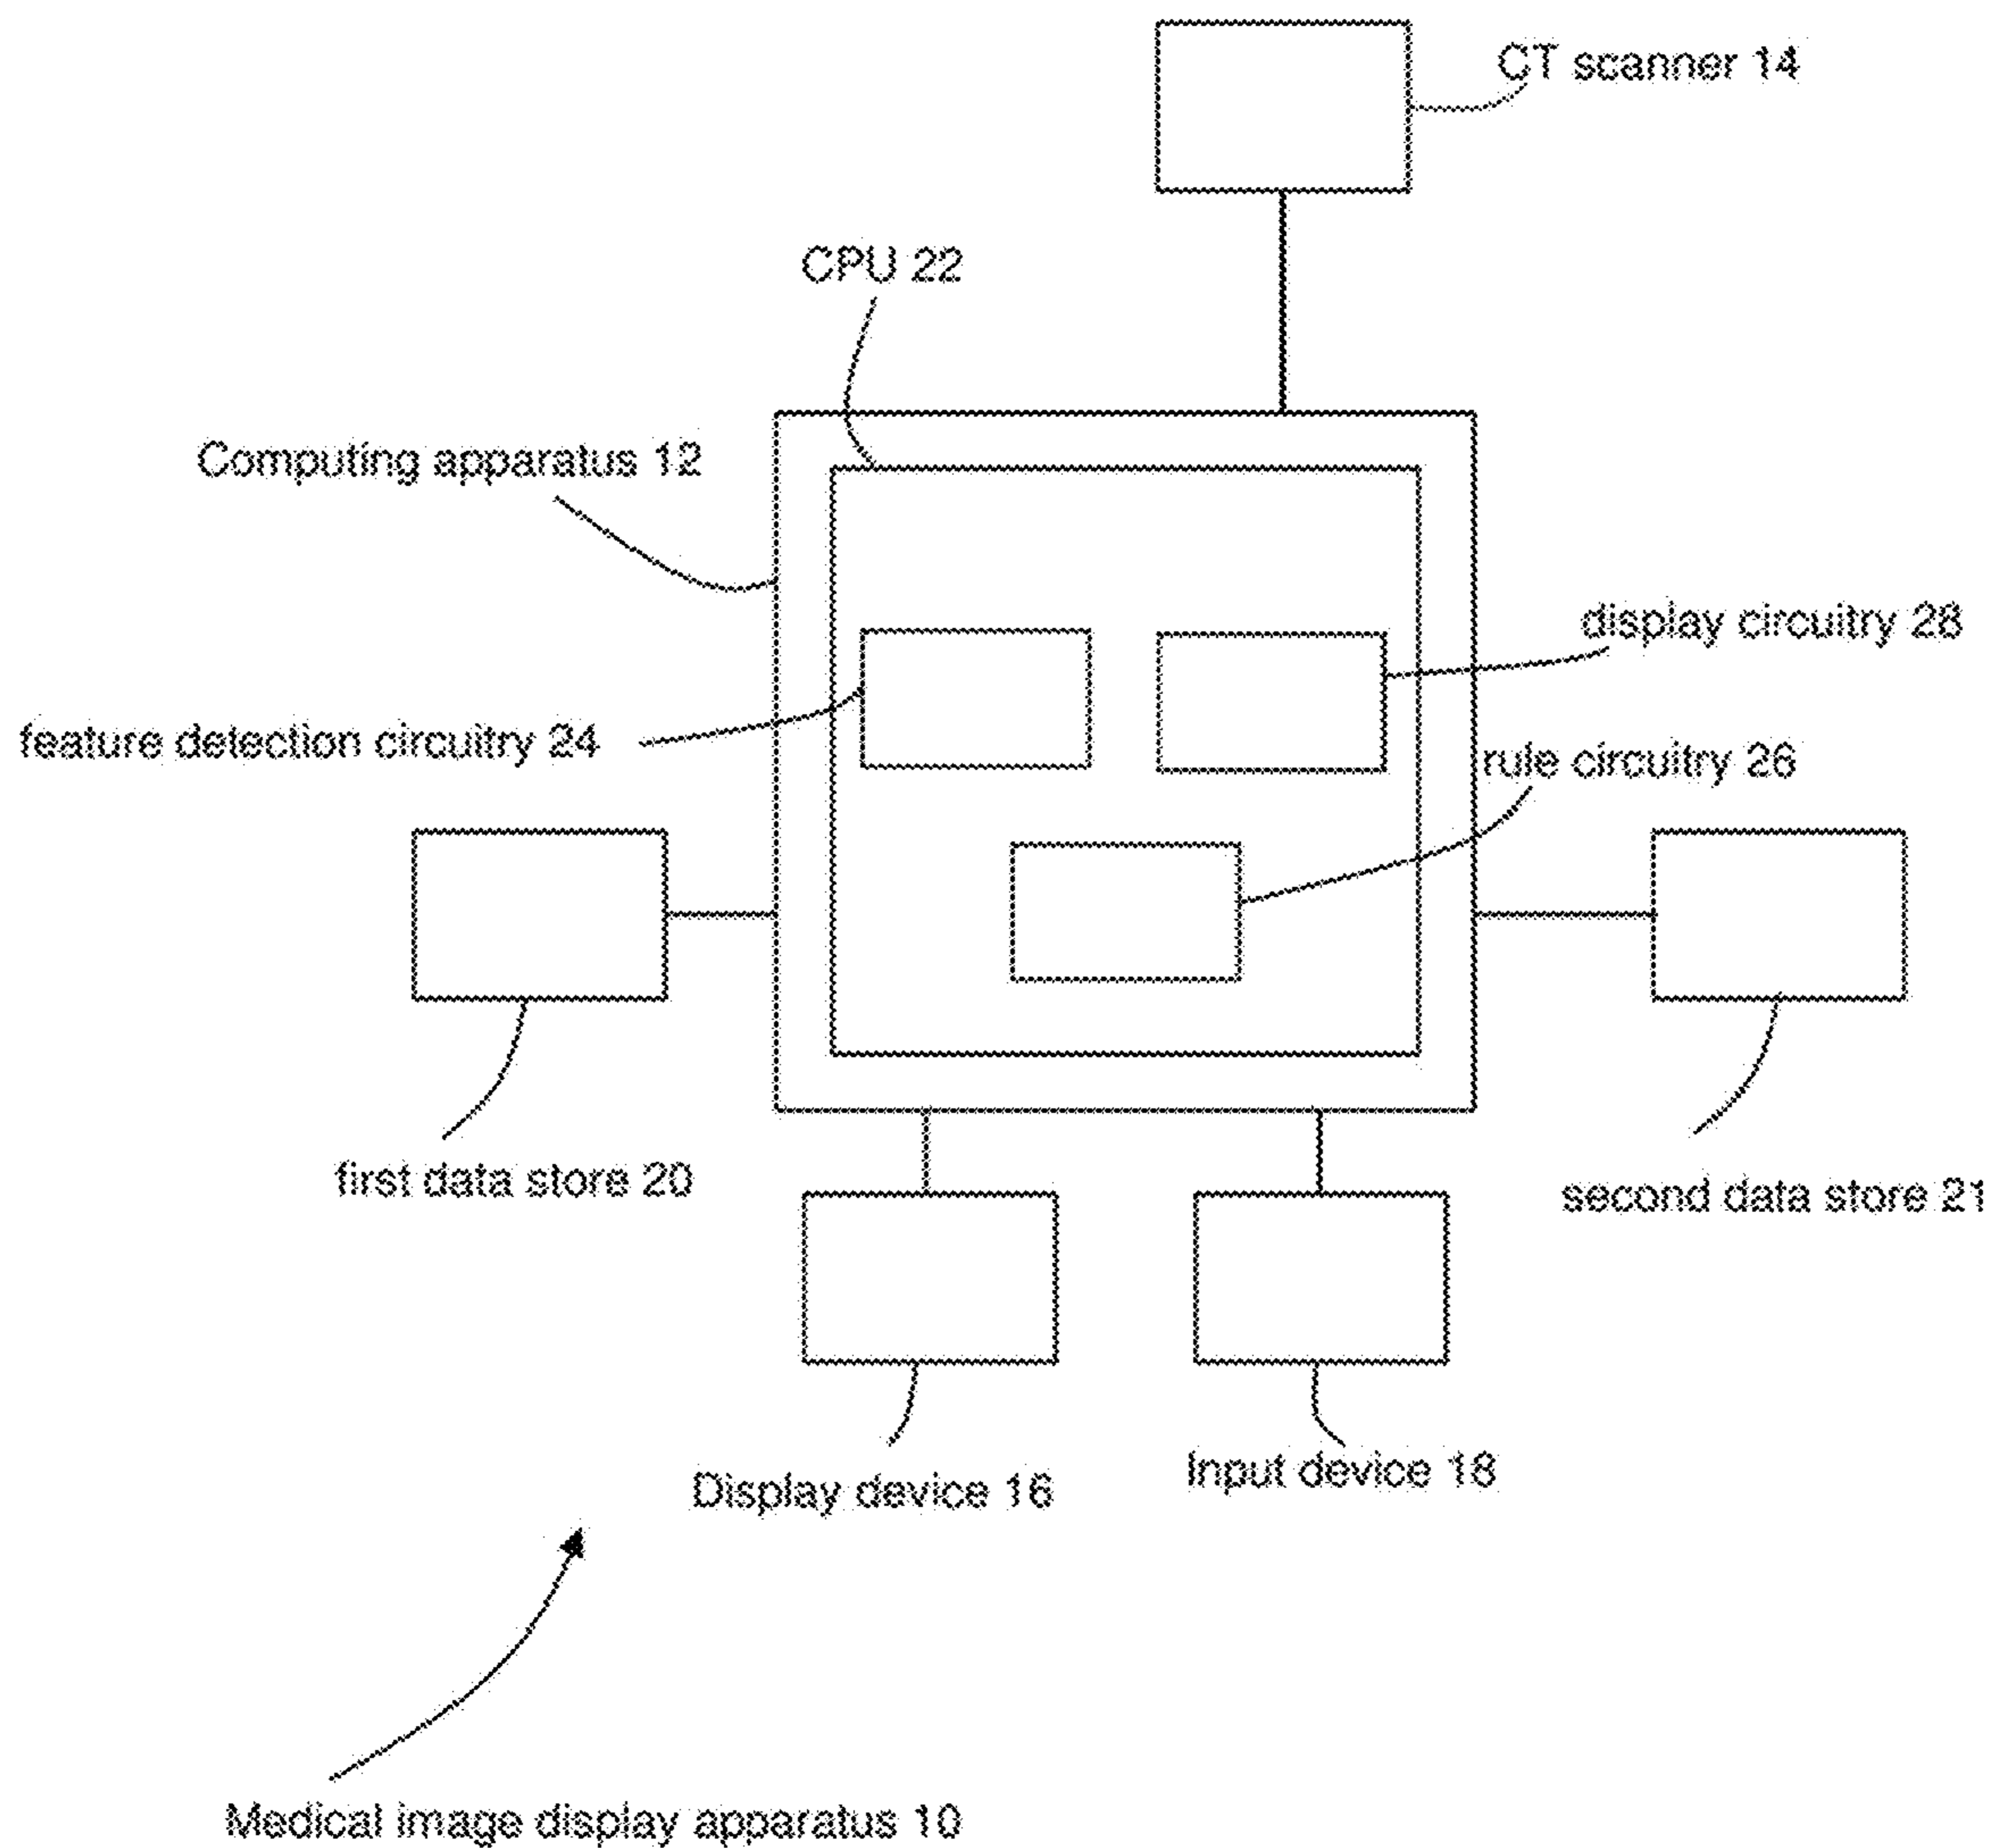 CT scanner 14
CPU 22
Computing apparatus 12
display circuitry 28
feature detection circuitry 24
rule circuitry 26
first data store 20
second data store 21
Display device 16
Input device 18
Medical image display apparatus 10